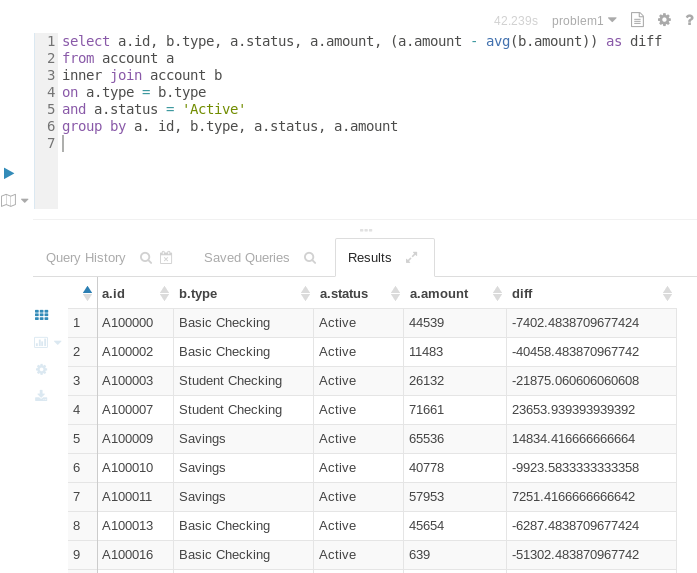 42.239s problem1 ?
1 select a.id, b.type, a.status, a.amount, (a.amount - avg(b.amount)) as diff
2 from account a
3 inner join account b
4 on a.type = b.type
5 and a.status = 'Active'
6 group by a. id, b.type, a.status, a.amount
7
Query History Saved Queries Results
a.id b.type a.status a.amount diff
1 A100000 Basic Checking Active 44539 -7402.4838709677424
2 A100002 Basic Checking Active 11483 -40458.483870967742
3 A100003 Student Checking Active 26132 -21875.060606060608
4 A100007 Student Checking Active 71661 23653.939393939392
5 A100009 Savings Active 65536 14834.416666666664
6 A100010 Savings Active 40778 -9923.5833333333358
7 A100011 Savings Active 57953 7251.4166666666642
8 A100013 Basic Checking Active 45654 -6287.4838709677424
9 A100016 Basic Checking Active 639 -51302.483870967742